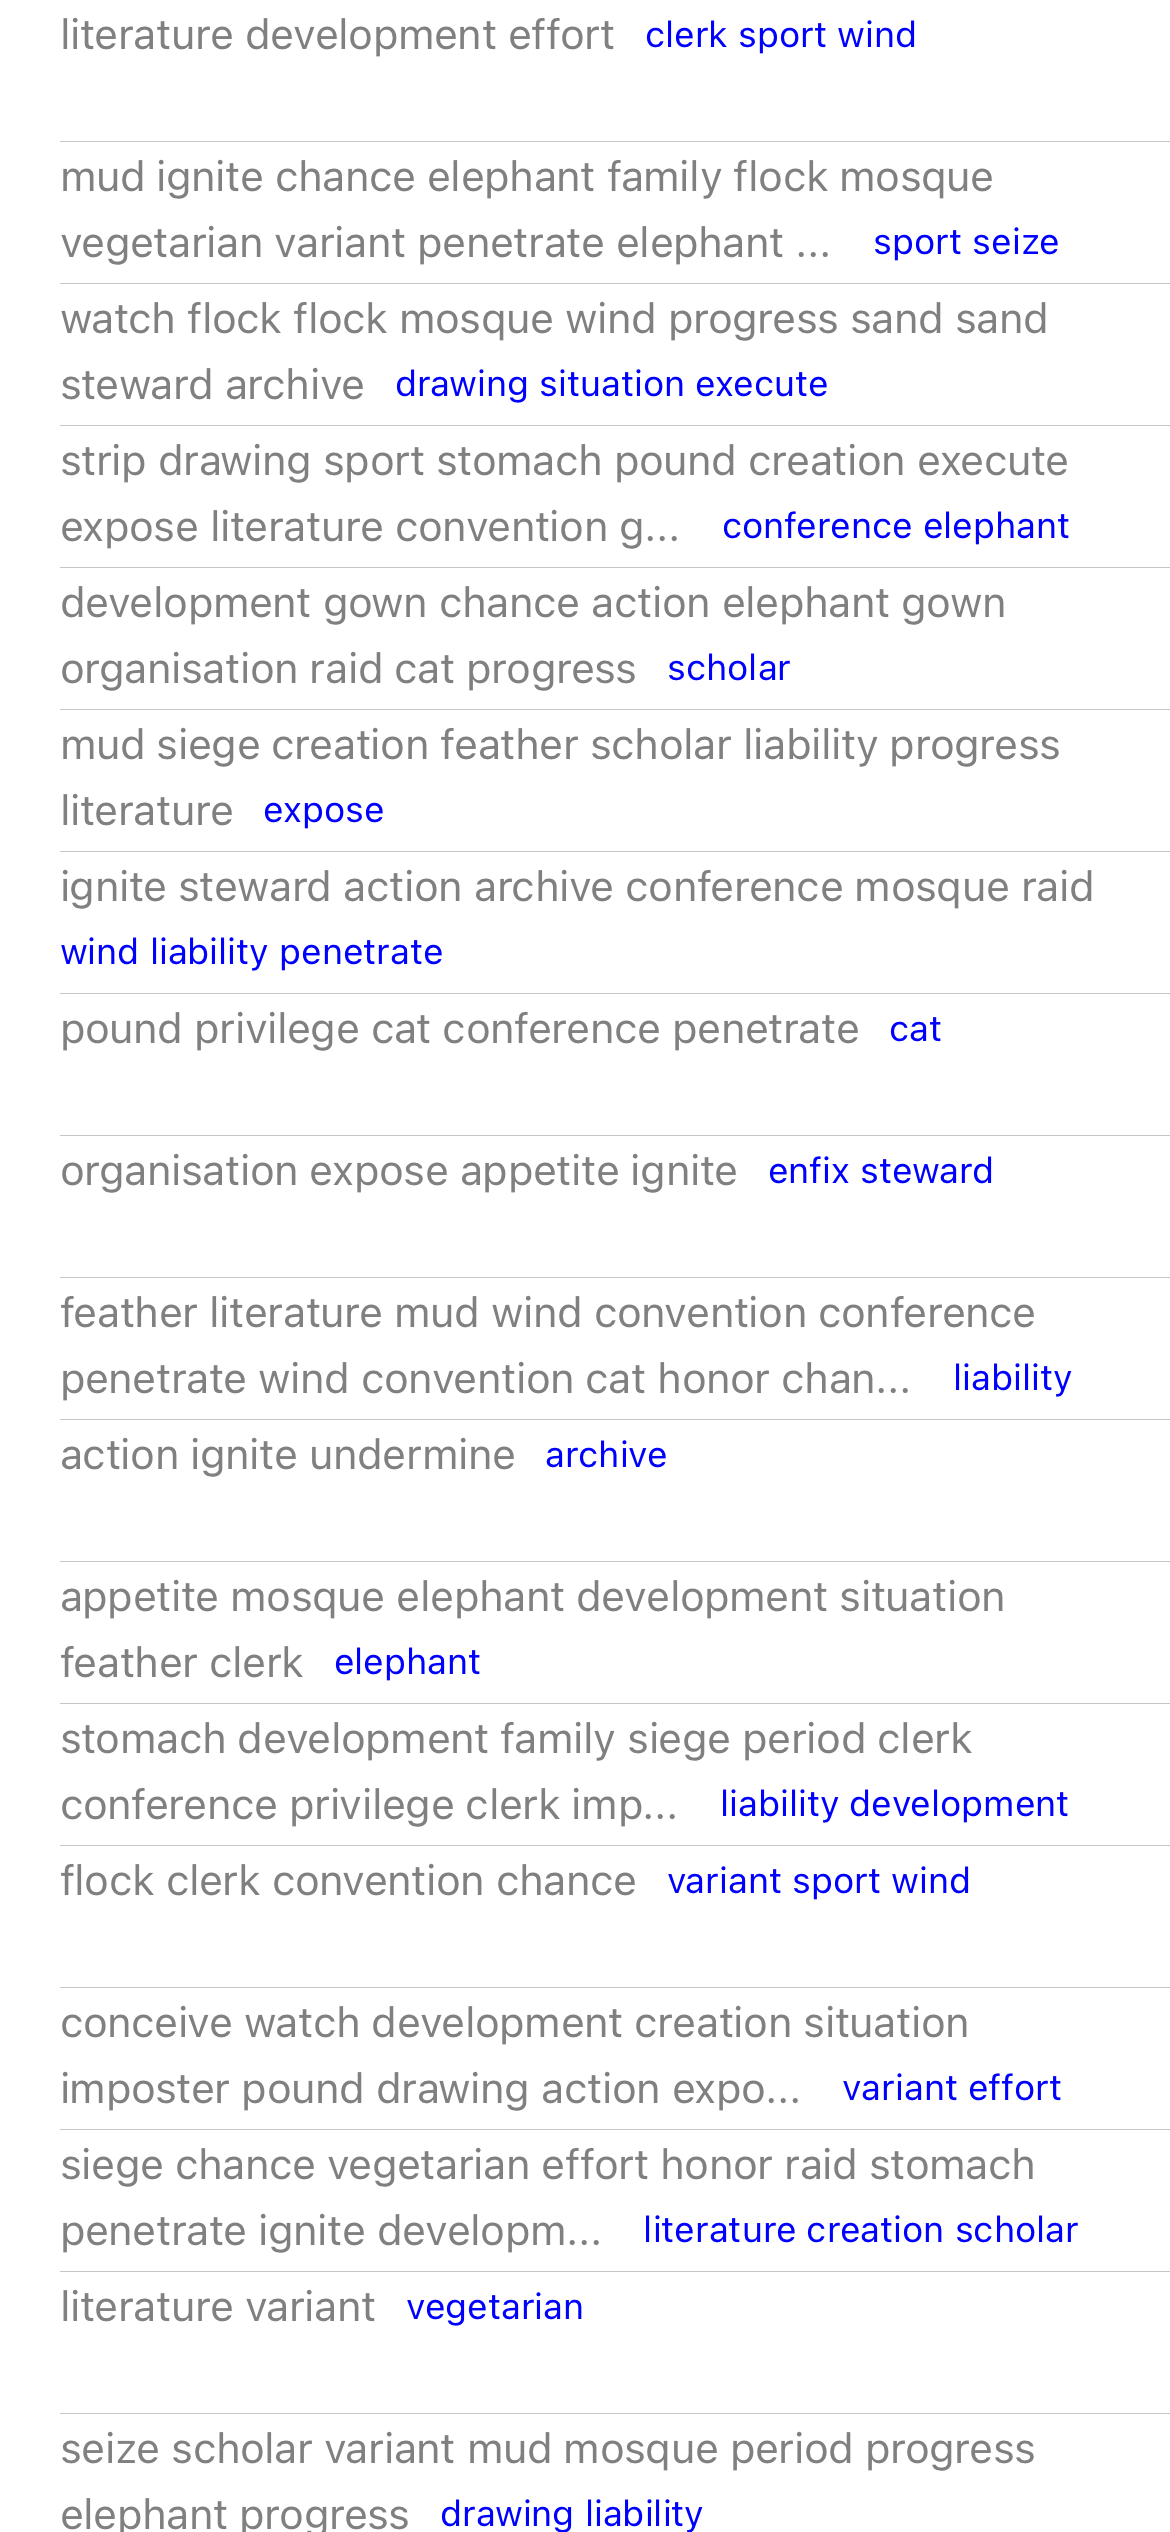 literature development effort clerk sport wind
mud ignite chance elephant family flock mosque
vegetarian variant penetrate elephant ... sport seize
watch flock flock mosque wind progress sand sand
steward archive drawing situation execute
strip drawing sport stomach pound creation execute
expose literature convention g... conference elephant
development gown chance action elephant gown
organisation raid cat progress scholar
mud siege creation feather scholar liability progress
literature expose
ignite steward action archive conference mosque raid
wind liability penetrate
pound privilege cat conference penetrate cat
organisation expose appetite ignite enfix steward
feather literature mud wind convention conference
penetrate wind convention cat honor chan... liability
action ignite undermine archive
appetite mosque elephant development situation
feather clerk elephant
stomach development family siege period clerk
conference privilege clerk imp... liability development
flock clerk convention chance variant sport wind
conceive watch development creation situation
imposter pound drawing action expo... variant effort
siege chance vegetarian effort honor raid stomach
penetrate ignite developm... literature creation scholar
literature variant vegetarian
seize scholar variant mud mosque period progress
elephant progress drawing liability